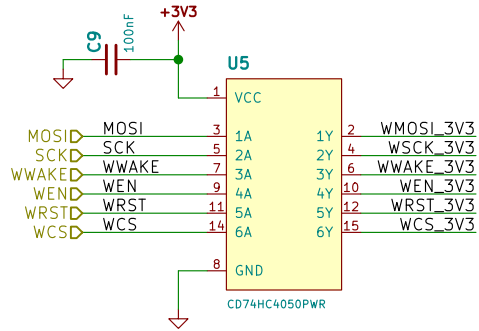 +3V3
C9
100nF
U5
1 VCC
MOSI MOSI 3 1A 1Y 2 WMOSI_3V3
SCK SCK 5 2A 2Y 4 WSCK_3V3
WWAKE WWAKE 7 3A 3Y 6 WWAKE_3V3
WEN WEN 9 4A 4Y 10 WEN_3V3
WRST WRST 11 5A 5Y 12 WRST_3V3
WCS WCS 14 6A 6Y 15 WCS_3V3
8 GND
CD74HC4050PWR